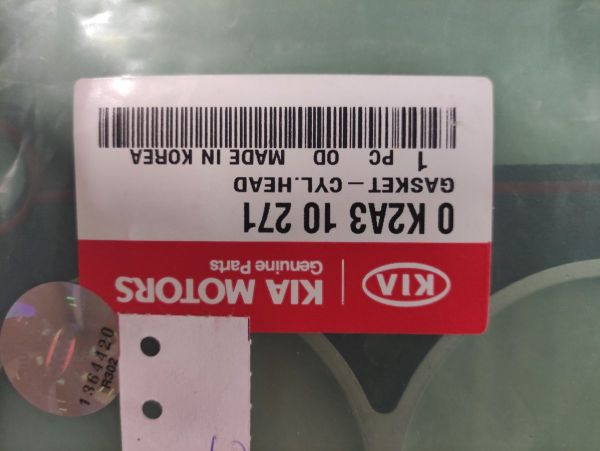 KIA
KIA MOTORS
Genuine Parts
0 K2A3 10 271
GASKET-CYL.HEAD
1 PC OD MADE IN KOREA
1364420
R302